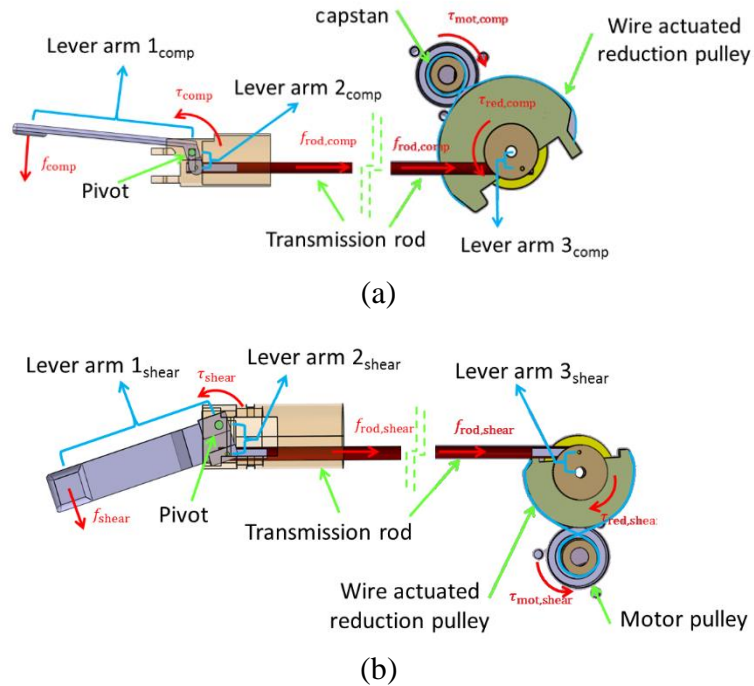 capstan
τmot,comp
Wire actuated
reduction pulley
Lever arm 1comp
τcomp
Lever arm 2comp
τred,comp
frod,comp
frod,comp
fcomp
Pivot
Transmission rod
Lever arm 3comp
(a)
Lever arm 2shear
Lever arm 1shear
τshear
Lever arm 3shear
frod,shear
frod,shear
fshear
Pivot
Transmission rod
τred,shear
Wire actuated
reduction pulley
τmot,shear
Motor pulley
(b)